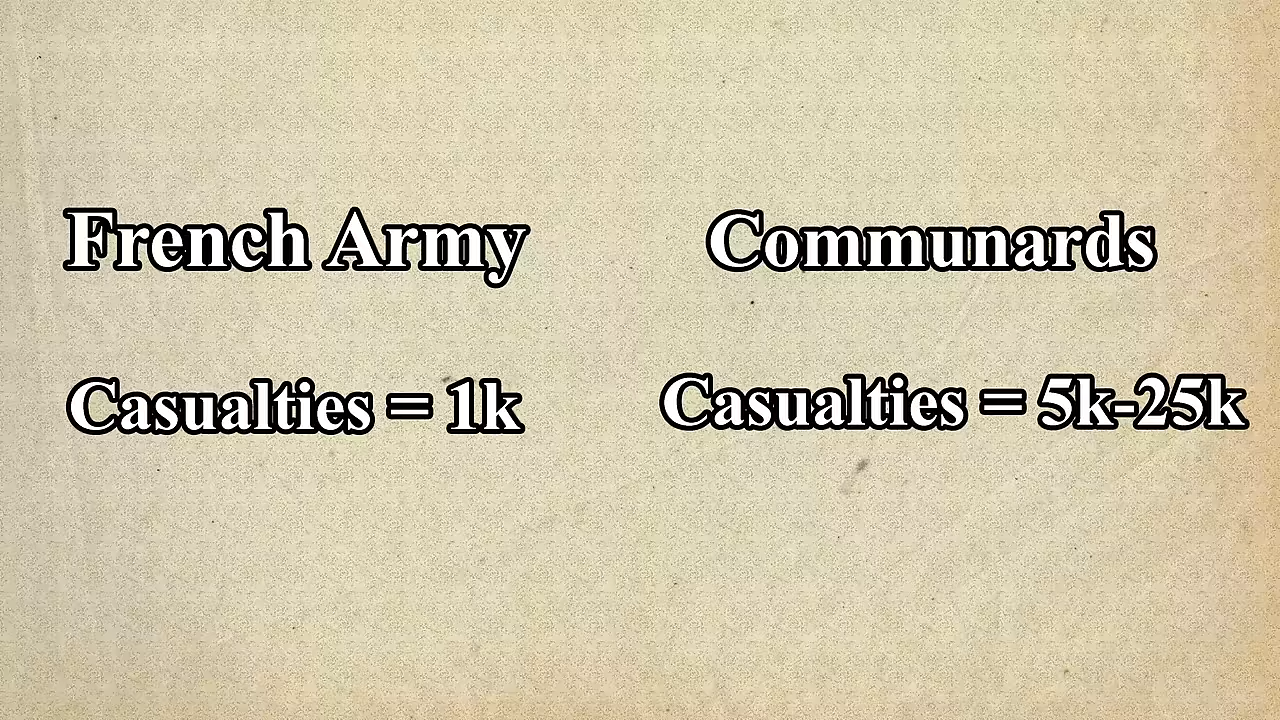 French Army
Communards
Casualties = 1k
Casualties = 5k-25k